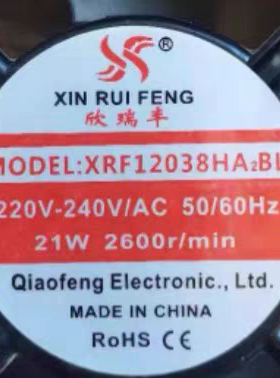 ®
XIN RUI FENG
欣瑞丰
MODEL:XRF12038HA₂BL
220V-240V/AC 50/60Hz
21W 2600r/min
Qiaofeng Electronic., Ltd.
MADE IN CHINA
RoHS CE